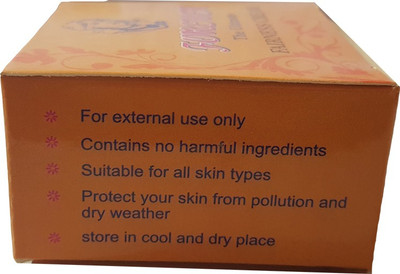 For external use only
Contains no harmful ingredients
Suitable for all skin types
Protect your skin from pollution and
dry weather
store in cool and dry place